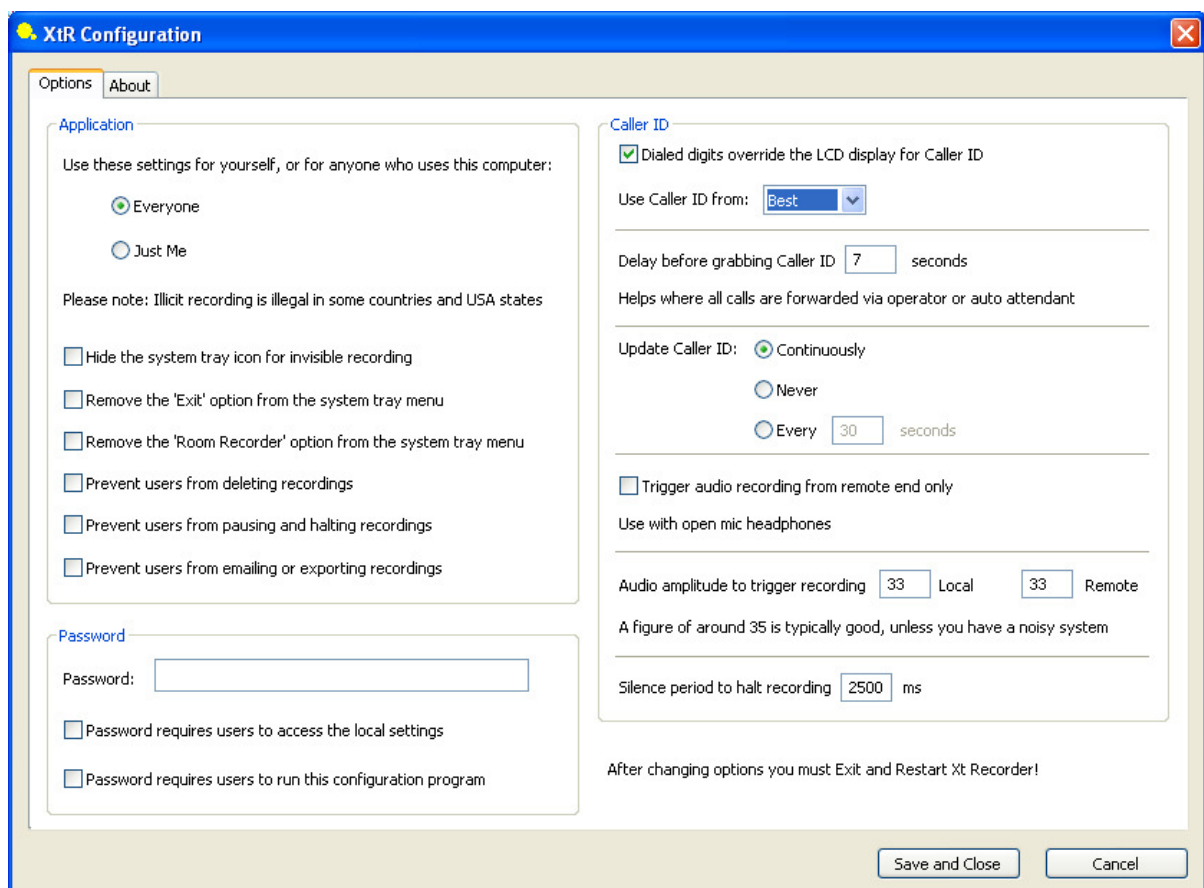 XtR Configuration
Options
About
Application
Use these settings for yourself, or for anyone who uses this computer:
Everyone
Just Me
Please note: Illicit recording is illegal in some countries and USA states
Hide the system tray icon for invisible recording
Remove the 'Exit' option from the system tray menu
Remove the 'Room Recorder' option from the system tray menu
Prevent users from deleting recordings
Prevent users from pausing and halting recordings
Prevent users from emailing or exporting recordings
Password
Password:
Password requires users to access the local settings
Password requires users to run this configuration program
Caller ID
Dialed digits override the LCD display for Caller ID
Use Caller ID from: Best
Delay before grabbing Caller ID 7 seconds
Helps where all calls are forwarded via operator or auto attendant
Update Caller ID: Continuously
Never
Every 30 seconds
Trigger audio recording from remote end only
Use with open mic headphones
Audio amplitude to trigger recording 33 Local 33 Remote
A figure of around 35 is typically good, unless you have a noisy system
Silence period to halt recording 2500 ms
After changing options you must Exit and Restart Xt Recorder!
Save and Close
Cancel